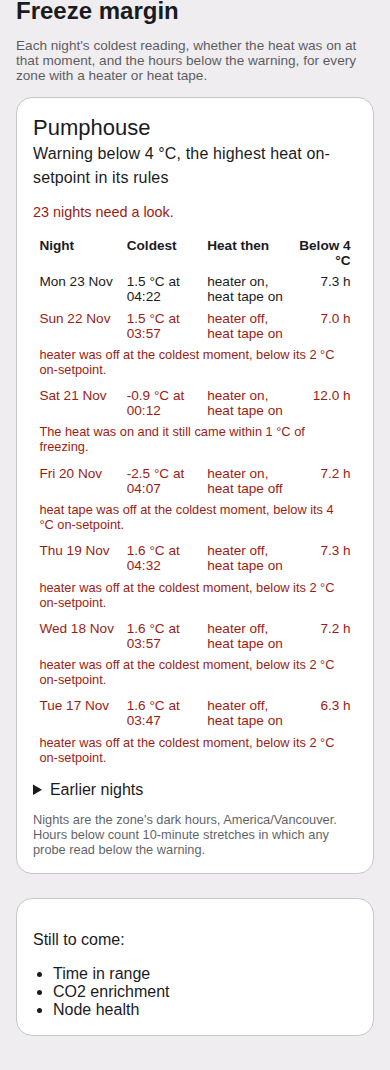 Freeze margin
Each night's coldest reading, whether the heat was on at
that moment, and the hours below the warning, for every
zone with a heater or heat tape.
Pumphouse
Warning below 4 °C, the highest heat on-
setpoint in its rules
23 nights need a look.
Night Coldest Heat then Below 4
°C
Mon 23 Nov 1.5 °C at heater on, 7.3 h
04:22 heat tape on
Sun 22 Nov 1.5 °C at heater off, 7.0 h
03:57 heat tape on
heater was off at the coldest moment, below its 2 °C
on-setpoint.
Sat 21 Nov -0.9 °C at heater on, 12.0 h
00:12 heat tape on
The heat was on and it still came within 1 °C of
freezing.
Fri 20 Nov -2.5 °C at heater on, 7.2 h
04:07 heat tape off
heat tape was off at the coldest moment, below its 4
°C on-setpoint.
Thu 19 Nov 1.6 °C at heater off, 7.3 h
04:32 heat tape on
heater was off at the coldest moment, below its 2 °C
on-setpoint.
Wed 18 Nov 1.6 °C at heater off, 7.2 h
03:57 heat tape on
heater was off at the coldest moment, below its 2 °C
on-setpoint.
Tue 17 Nov 1.6 °C at heater off, 6.3 h
03:47 heat tape on
heater was off at the coldest moment, below its 2 °C
on-setpoint.
Earlier nights
Nights are the zone's dark hours, America/Vancouver.
Hours below count 10-minute stretches in which any
probe read below the warning.
Still to come:
Time in range
CO2 enrichment
Node health